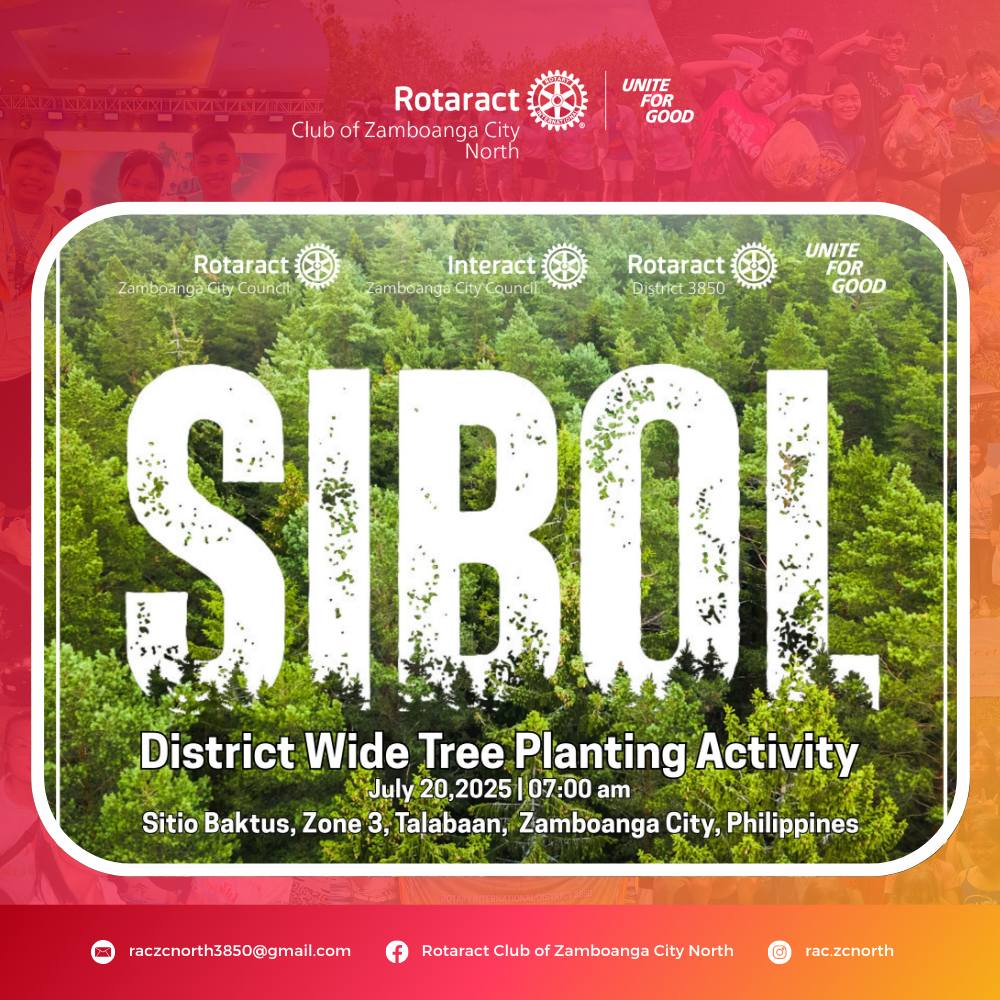 Rotaract
Club of Zamboanga City
North
ROTARY
INTERNATIONAL
UNITE
FOR
GOOD
Rotaract
Zamboanga City Council
Interact
Zamboanga City Council
Rotaract
District 3850
UNITE
FOR
GOOD
SIBOL
District Wide Tree Planting Activity
July 20,2025 | 07:00 am
Sitio Baktus, Zone 3, Talabaan, Zamboanga City, Philippines
raczcnorth3850@gmail.com
Rotaract Club of Zamboanga City North
rac.zcnorth